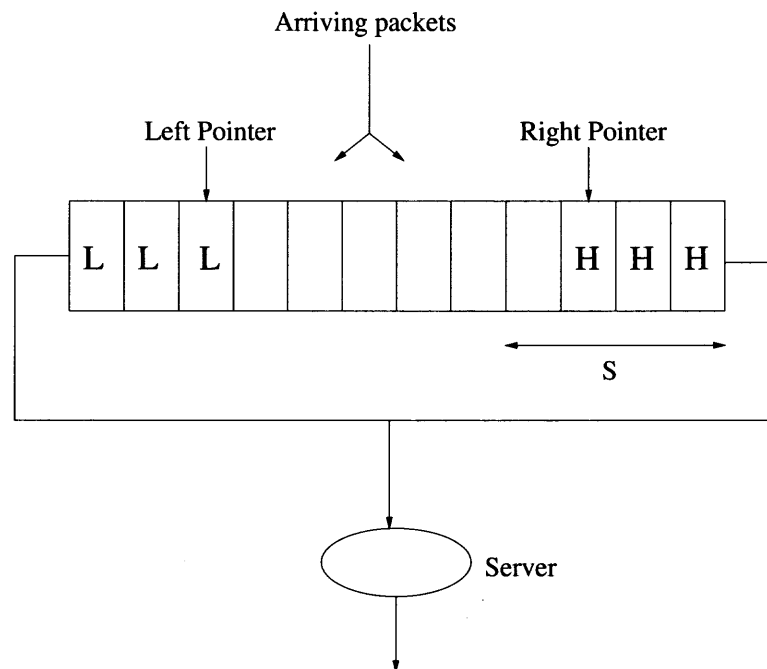 Arriving packets
Left Pointer Right Pointer
L L L H H H
S
Server